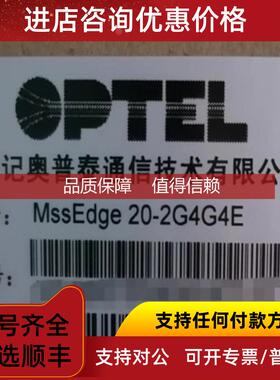 进店咨询优惠价
OPTEL
记奥普泰通信技术有限公
品质保障 值得信赖
: MssEdge 20-2G4G4E
号:
号齐全
选顺丰
支持任何付款方
支持对公 可开专票/普票